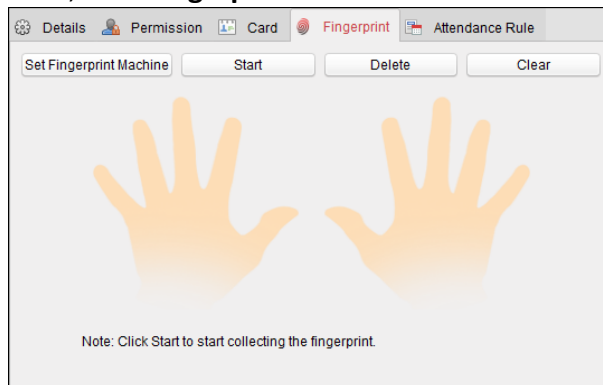 Details Permission Card Fingerprint Attendance Rule
Set Fingerprint Machine Start Delete Clear
Note: Click Start to start collecting the fingerprint.